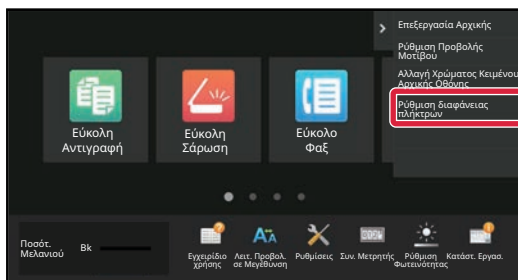 Επεξεργασία Αρχικής
Ρύθμιση Προβολής
Μοτίβου
Αλλαγή Χρώματος Κειμένου
Αρχικής Οθόνης
Ρύθμιση διαφάνειας
πλήκτρων
Εύκολη
Αντιγραφή
Εύκολη
Σάρωση
Εύκολο
Φαξ
Ποσότ.
Μελανιού
Bk
Εγχειρίδιο
χρήσης
Λειτ. Προβολ.
σε Μεγέθυνση
Ρυθμίσεις
Συν. Μετρητής
Ρύθμιση
Φωτεινότητας
Κατάστ. Εργασ.